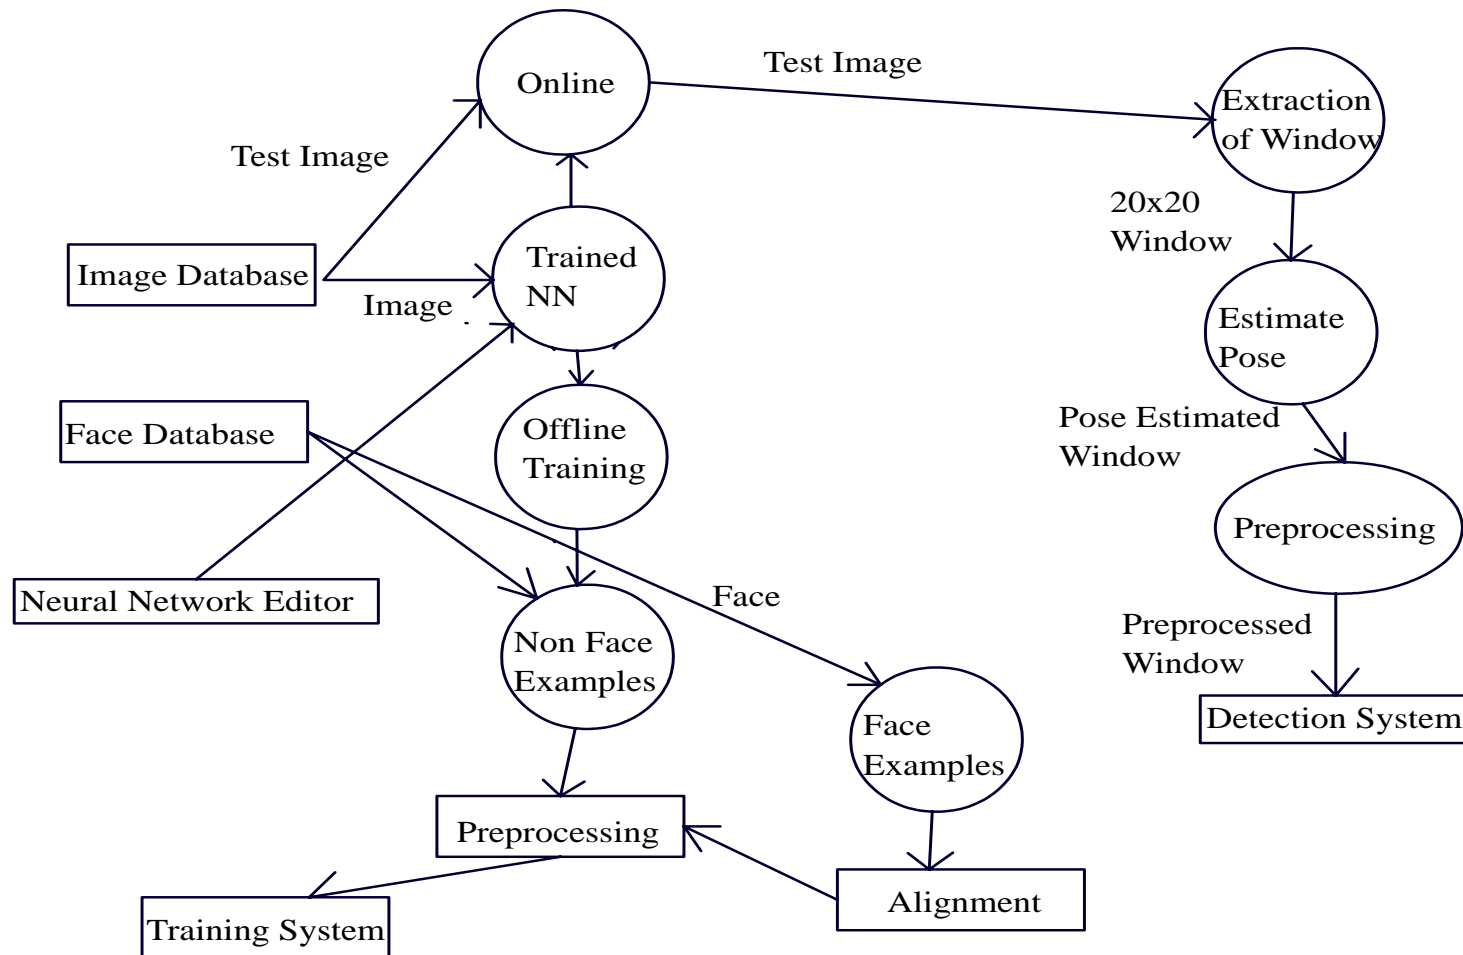 Online
Test Image
Extraction
of Window
Test Image
20x20
Window
Image Database
Trained
NN
Image
Estimate
Pose
Face Database
Offline
Training
Pose Estimated
Window
Preprocessing
Neural Network Editor
Face
Non Face
Examples
Preprocessed
Window
Face
Examples
Detection System
Preprocessing
Alignment
Training System